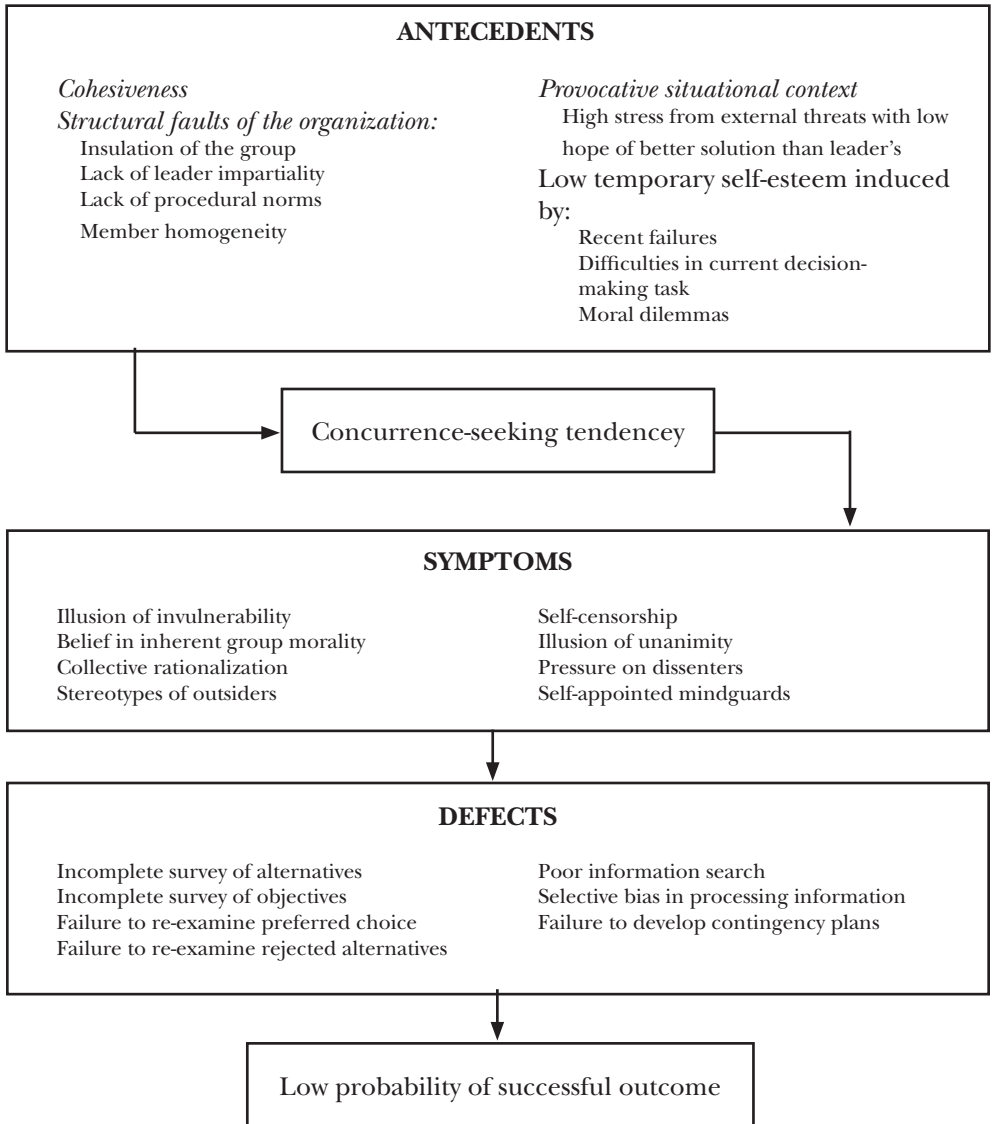 ANTECEDENTS
Cohesiveness
Structural faults of the organization:
Insulation of the group
Lack of leader impartiality
Lack of procedural norms
Member homogeneity
Provocative situational context
High stress from external threats with low
hope of better solution than leader's
Low temporary self-esteem induced
by:
Recent failures
Difficulties in current decision-
making task
Moral dilemmas
Concurrence-seeking tendencey
SYMPTOMS
Illusion of invulnerability
Belief in inherent group morality
Collective rationalization
Stereotypes of outsiders
Self-censorship
Illusion of unanimity
Pressure on dissenters
Self-appointed mindguards
DEFECTS
Incomplete survey of alternatives
Incomplete survey of objectives
Failure to re-examine preferred choice
Failure to re-examine rejected alternatives
Poor information search
Selective bias in processing information
Failure to develop contingency plans
Low probability of successful outcome